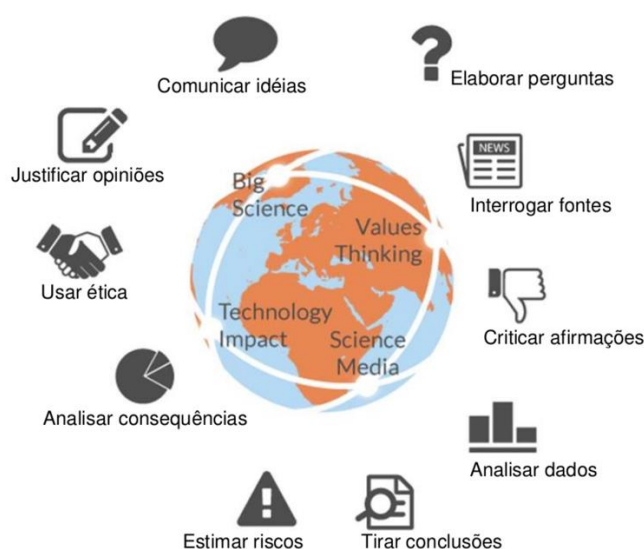 Comunicar idéias
Elaborar perguntas
Justificar opiniões
NEWS
Interrogar fontes
Big
Science
Values
Thinking
Usar ética
Technology
Impact
Science
Media
Criticar afirmações
Analisar consequências
Analisar dados
Estimar riscos
Tirar conclusões